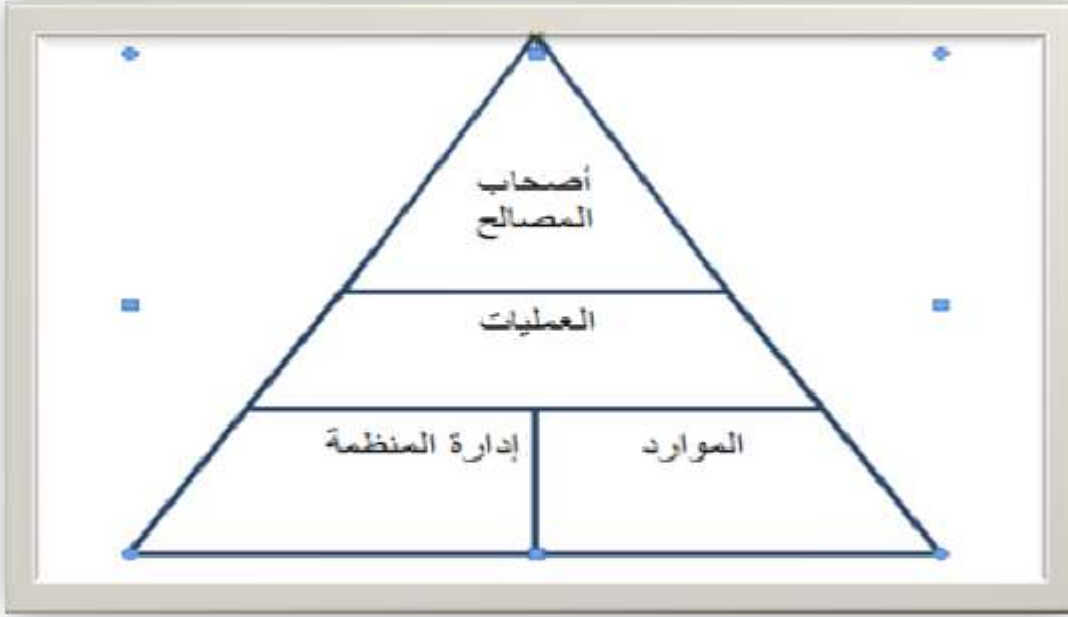 أصحاب
المصالح
العمليات
الموارد
إدارة المنظمة